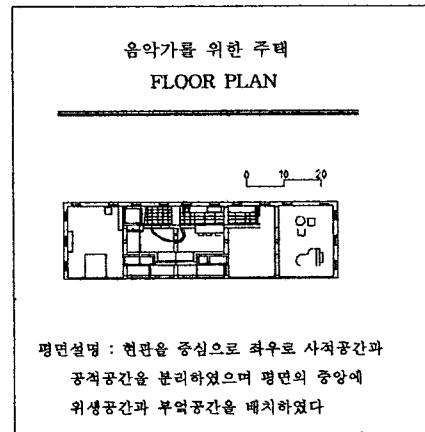 음악가를 위한 주택
FLOOR PLAN
0 10 20
평면설명 : 현관을 중심으로 좌우로 사적공간과
공적공간을 분리하였으며 평면의 중앙에
위생공간과 부엌공간을 배치하였다